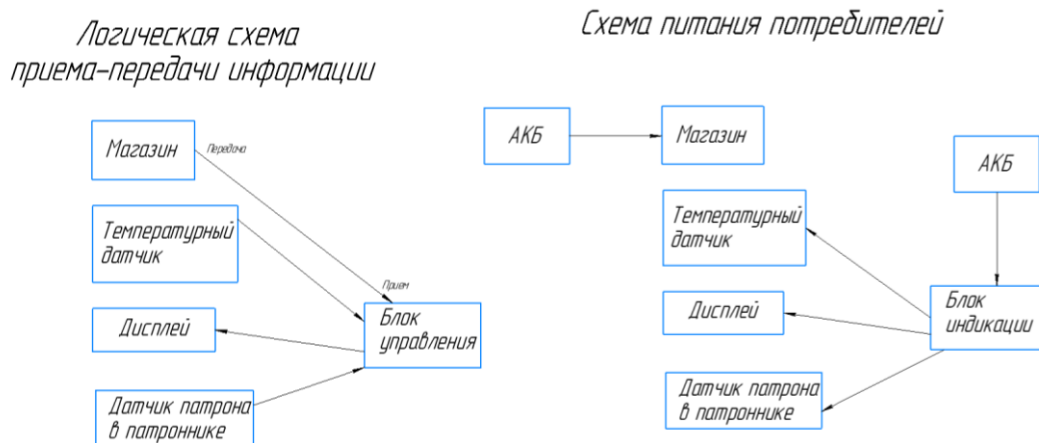 Логическая схема
приема-передачи информации
Магазин
Передача
Температурный
датчик
Прием
Дисплей
Блок
управления
Датчик патрона
в патроннике
Схема питания потребителей
АКБ
Магазин
АКБ
Температурный
датчик
Дисплей
Блок
индикации
Датчик патрона
в патроннике